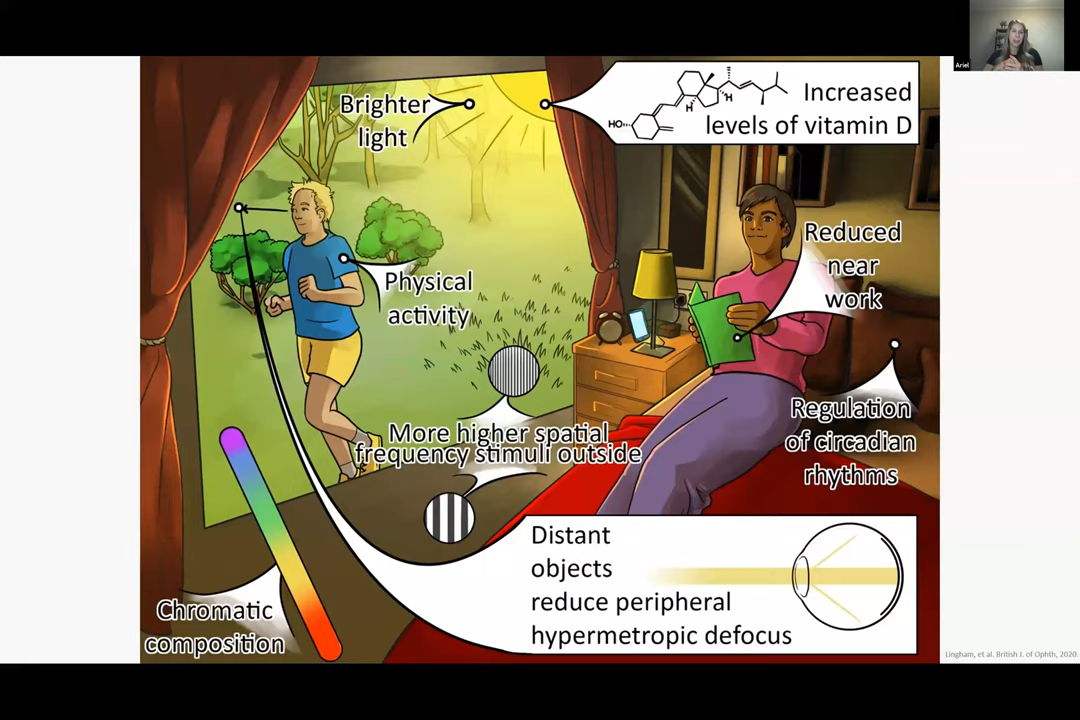 Ariel
Brighter
light
HO
H
H
Increased
levels of vitamin D
Physical
activity
Reduced
near
work
More higher spatial
frequency stimuli outside
Regulation
of circadian
rhythms
Distant
objects
reduce peripheral
hypermetropic defocus
Chromatic
composition
Lingham, et al. British J. of Ophth, 2020.